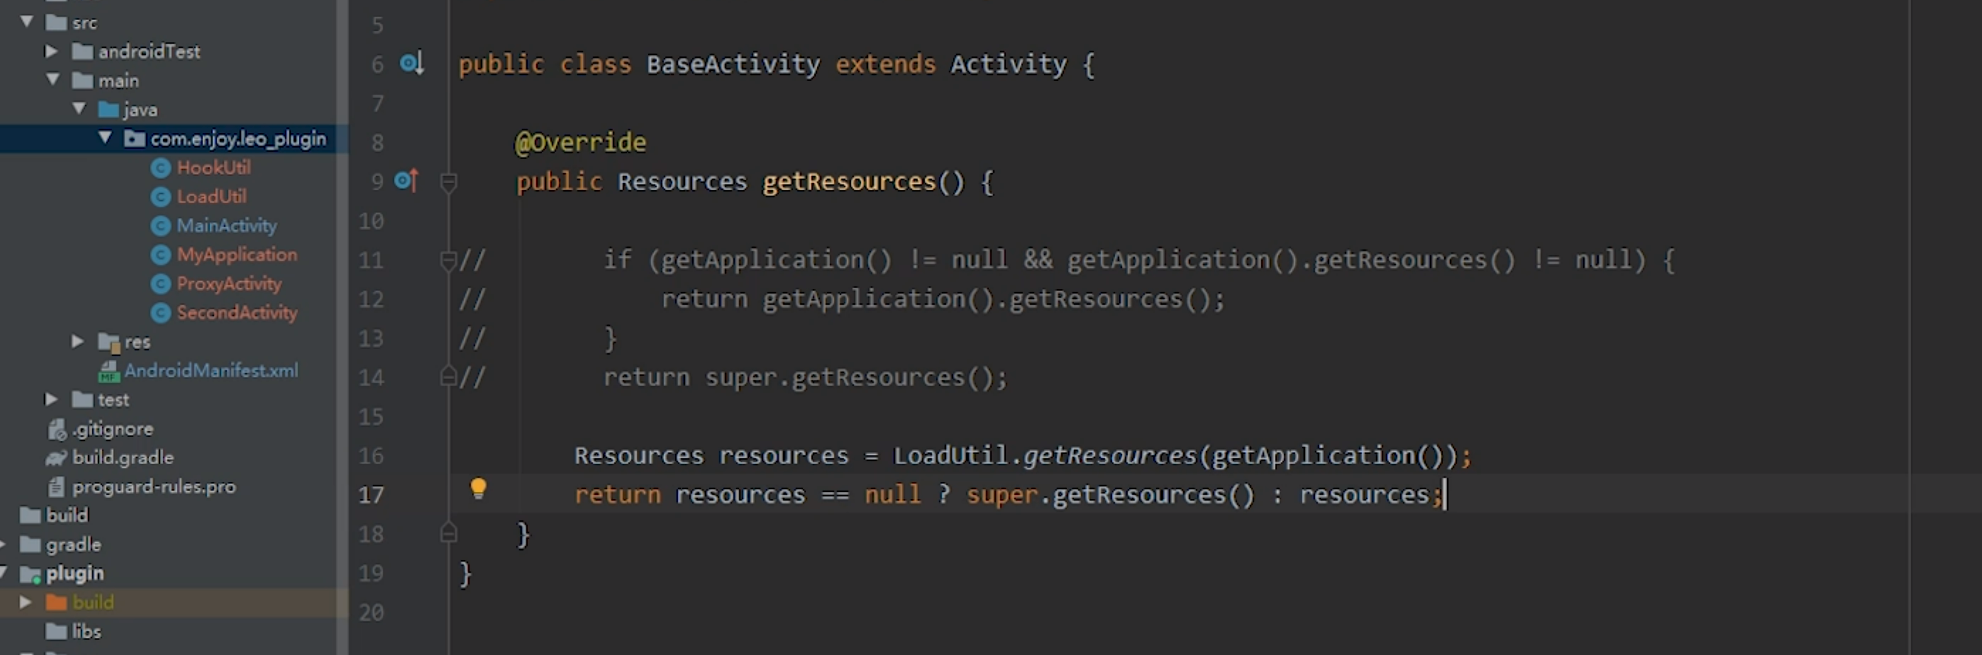 src
androidTest
main
java
com.enjoy.leo_plugin
HookUtil
LoadUtil
MainActivity
MyApplication
ProxyActivity
SecondActivity
res
AndroidManifest.xml
test
.gitignore
build.gradle
proguard-rules.pro
build
gradle
plugin
build
libs
5
6 public class BaseActivity extends Activity {
7
8 @Override
9 public Resources getResources() {
10
11 // if (getApplication() != null && getApplication().getResources() != null) {
12 // return getApplication().getResources();
13 // }
14 // return super.getResources();
15
16 Resources resources = LoadUtil.getResources(getApplication());
17 return resources == null ? super.getResources() : resources;
18 }
19 }
20